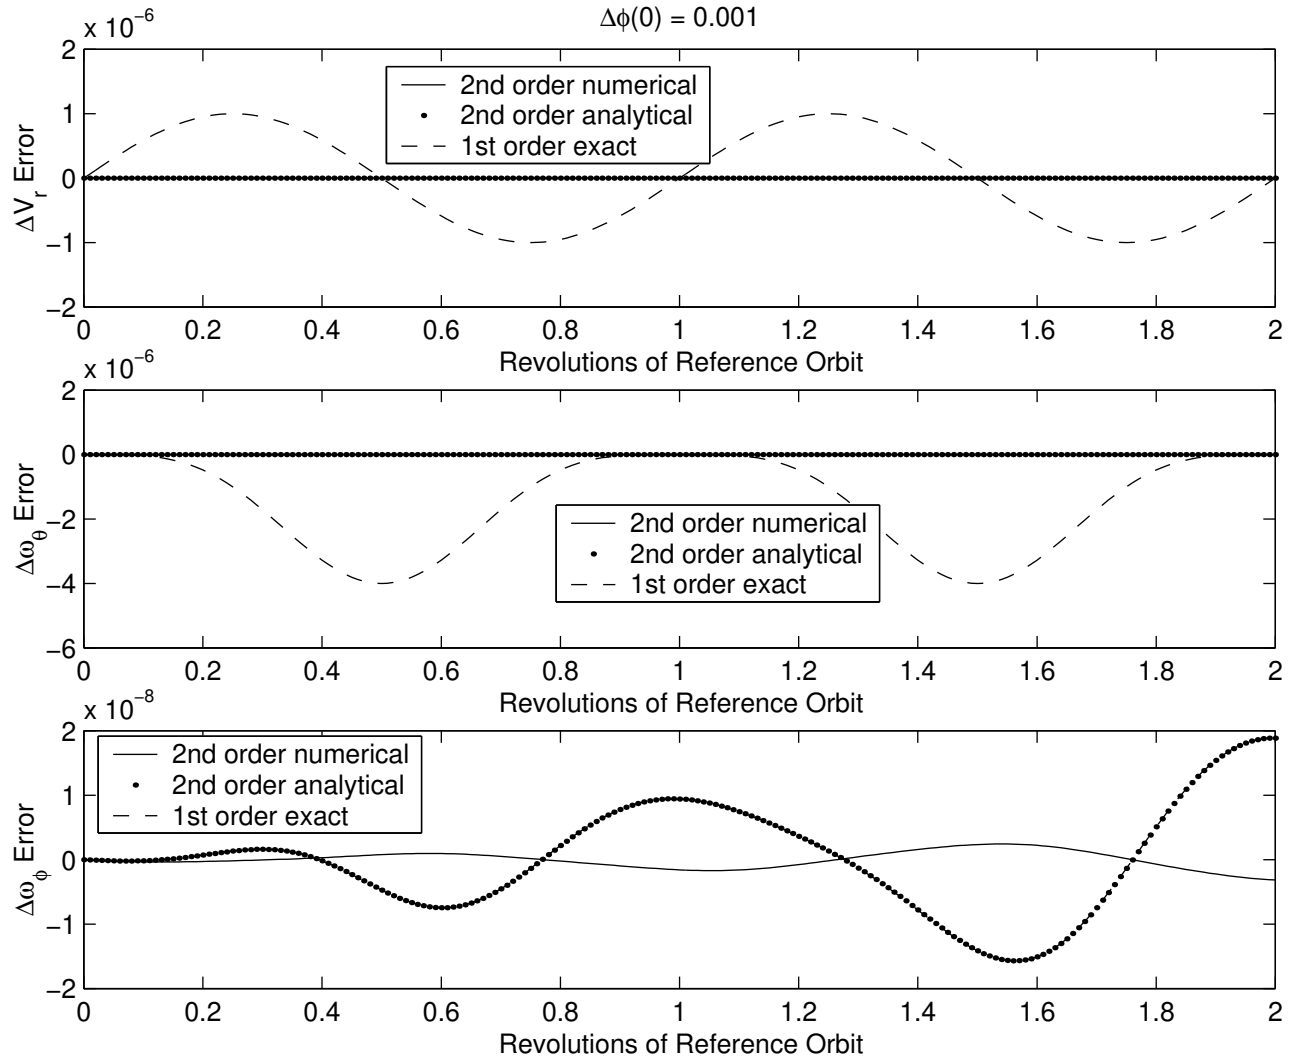 Δϕ(0) = 0.001
x 10⁻⁶
2
1
0
−1
−2
ΔVᵣ Error
2nd order numerical
2nd order analytical
1st order exact
0 0.2 0.4 0.6 0.8 1 1.2 1.4 1.6 1.8 2
Revolutions of Reference Orbit
x 10⁻⁶
2
0
−2
−4
−6
Δω_θ Error
2nd order numerical
2nd order analytical
1st order exact
0 0.2 0.4 0.6 0.8 1 1.2 1.4 1.6 1.8 2
Revolutions of Reference Orbit
x 10⁻⁸
2
1
0
−1
−2
Δω_ϕ Error
2nd order numerical
2nd order analytical
1st order exact
0 0.2 0.4 0.6 0.8 1 1.2 1.4 1.6 1.8 2
Revolutions of Reference Orbit